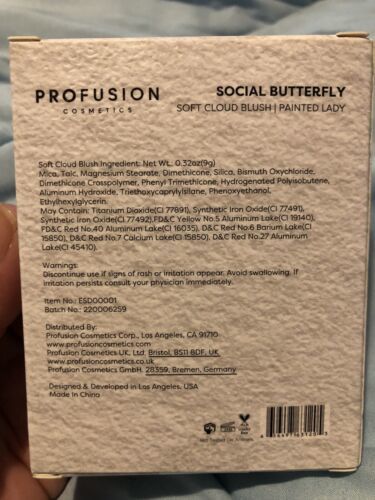 PROFUSION
COSMETICS
SOCIAL BUTTERFLY
SOFT CLOUD BLUSH | PAINTED LADY
Soft Cloud Blush Ingredient: Net Wt. 0.32oz(9g)
Mica, Talc, Magnesium Stearate, Dimethicone, Silica, Bismuth Oxychloride,
Dimethicone Crosspolymer, Phenyl Trimethicone, Hydrogenated Polyisobutene,
Aluminum Hydroxide, Triethoxycaprylylsilane, Phenoxyethanol,
Ethylhexylglycerin.
May Contain: Titanium Dioxide(CI 77891), Synthetic Iron Oxide(CI 77491),
Synthetic Iron Oxide(CI 77492),FD&C Yellow No.5 Aluminum Lake(CI 19140),
FD&C Red No.40 Aluminum Lake(CI 16035), D&C Red No.6 Barium Lake(CI
15850), D&C Red No.7 Calcium Lake(CI 15850), D&C Red No.27 Aluminum
Lake(CI 45410).
Warnings:
Discontinue use if signs of rash or irritation appear. Avoid swallowing. If
irritation persists consult your physician immediately.
Item No.: ESD00001
Batch No.: 220006259
Distributed By:
Profusion Cosmetics Corp., Los Angeles, CA 91710
www.profusioncosmetics.com
Profusion Cosmetics UK, Ltd, Bristol, BS11 8DF, UK
www.profusioncosmetics.co.uk
Profusion Cosmetics GmbH. 28359, Bremen, Germany
Designed & Developed in Los Angeles, USA
Made In China
Not Tested On Animals